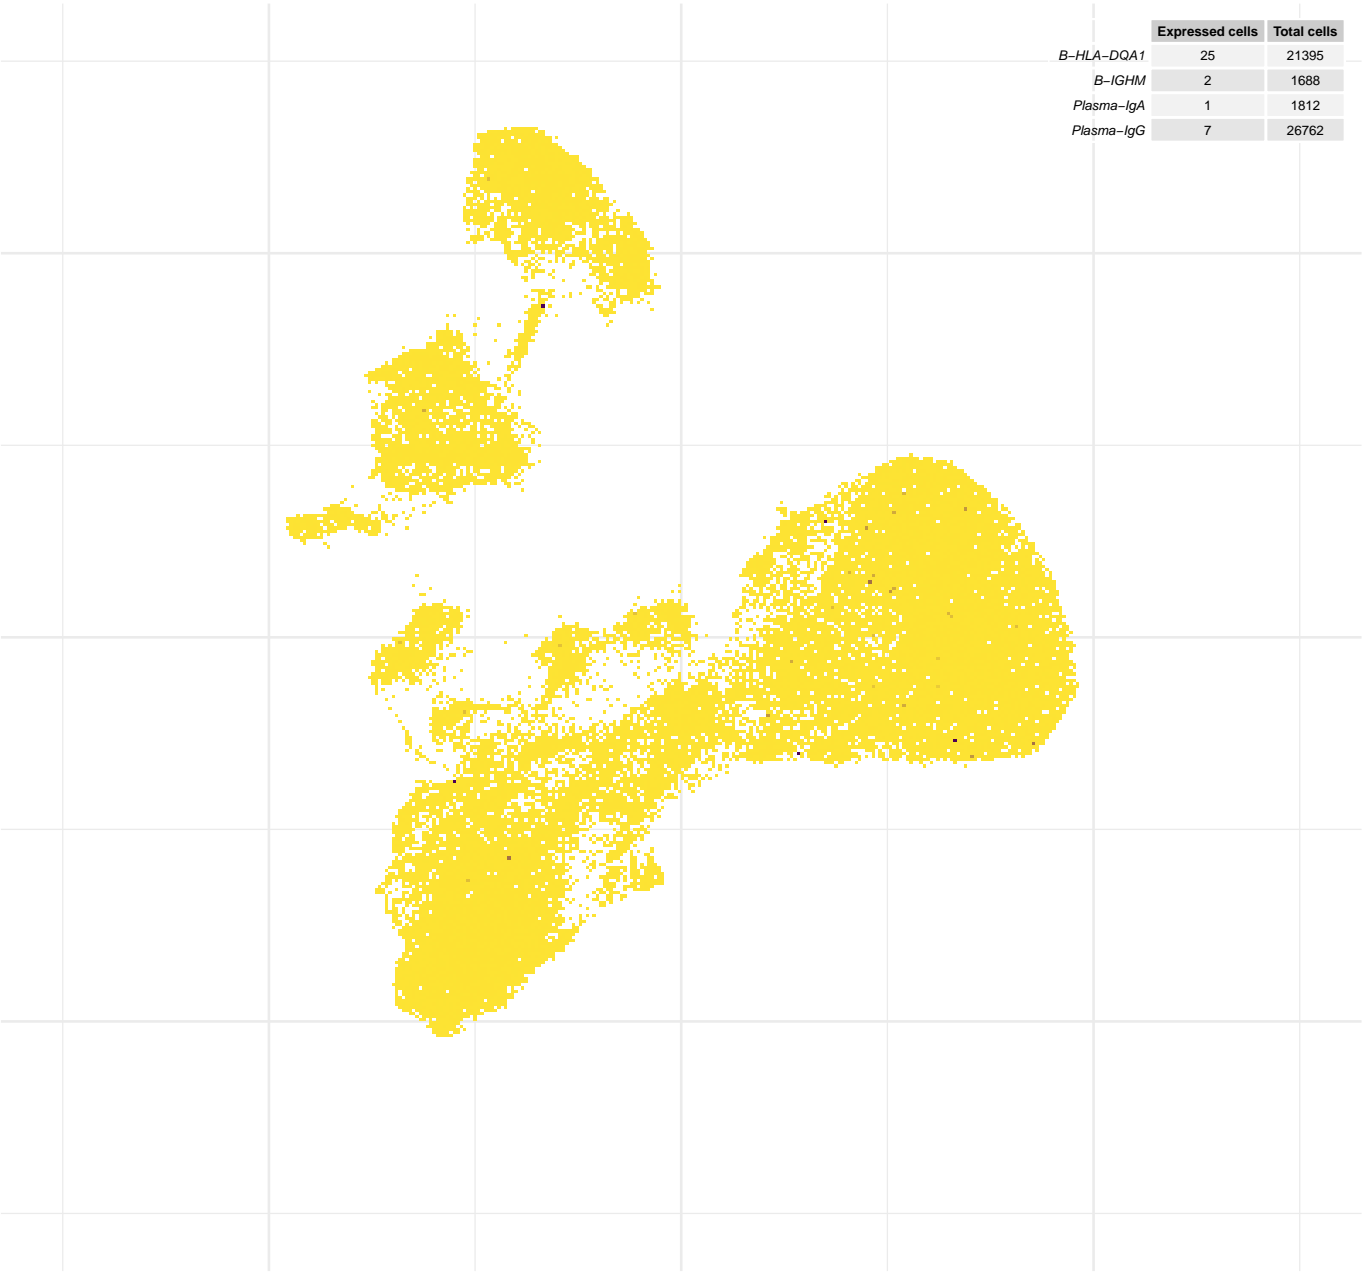 Expressed cells Total cells
B−HLA−DQA1 25 21395
B−IGHM 2 1688
Plasma−IgA 1 1812
Plasma−IgG 7 26762